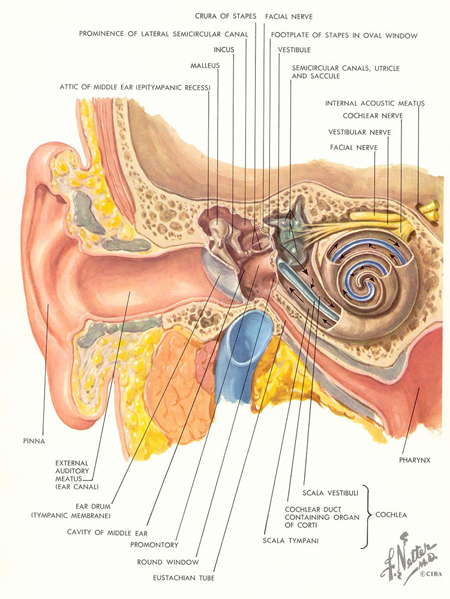 CRURA OF STAPES
FACIAL NERVE
PROMINENCE OF LATERAL SEMICIRCULAR CANAL
FOOTPLATE OF STAPES IN OVAL WINDOW
INCUS
VESTIBULE
MALLEUS
SEMICIRCULAR CANALS, UTRICLE
AND SACCULE
ATTIC OF MIDDLE EAR (EPITYMPANIC RECESS)
INTERNAL ACOUSTIC MEATUS
COCHLEAR NERVE
VESTIBULAR NERVE
FACIAL NERVE
PINNA
EXTERNAL
AUDITORY
MEATUS
(EAR CANAL)
PHARYNX
EAR DRUM
(TYMPANIC MEMBRANE)
CAVITY OF MIDDLE EAR
PROMONTORY
ROUND WINDOW
EUSTACHIAN TUBE
SCALA VESTIBULI
COCHLEAR DUCT
CONTAINING ORGAN
OF CORTI
COCHLEA
SCALA TYMPANI
F. Netter
M.D.
© CIBA